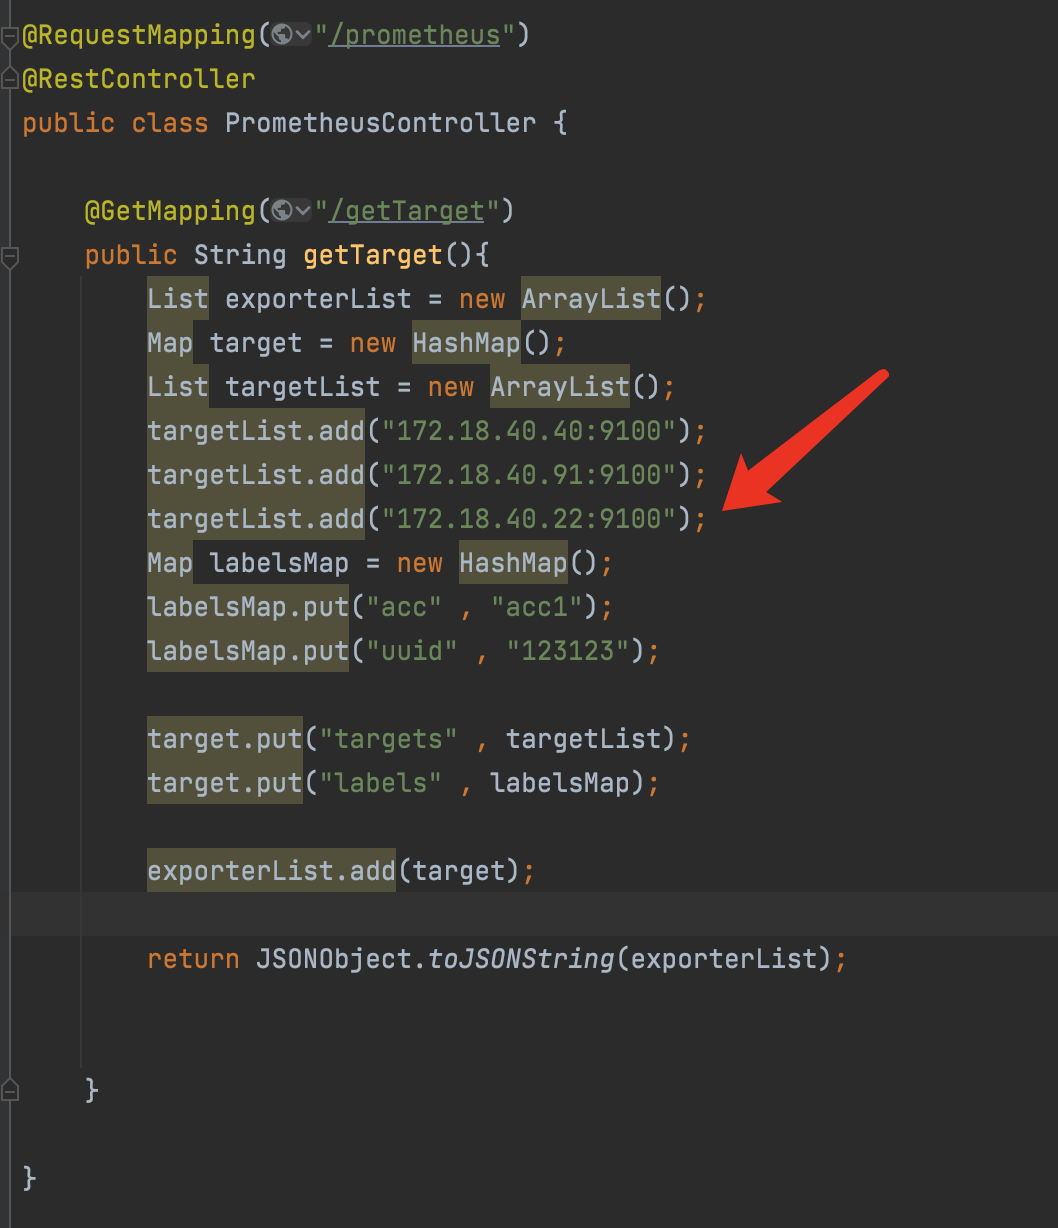 @RequestMapping("/prometheus")
@RestController
public class PrometheusController {
@GetMapping("/getTarget")
public String getTarget(){
List exporterList = new ArrayList();
Map target = new HashMap();
List targetList = new ArrayList();
targetList.add("172.18.40.40:9100");
targetList.add("172.18.40.91:9100");
targetList.add("172.18.40.22:9100");
Map labelsMap = new HashMap();
labelsMap.put("acc" , "acc1");
labelsMap.put("uuid" , "123123");
target.put("targets" , targetList);
target.put("labels" , labelsMap);
exporterList.add(target);
return JSONObject.toJSONString(exporterList);
}
}